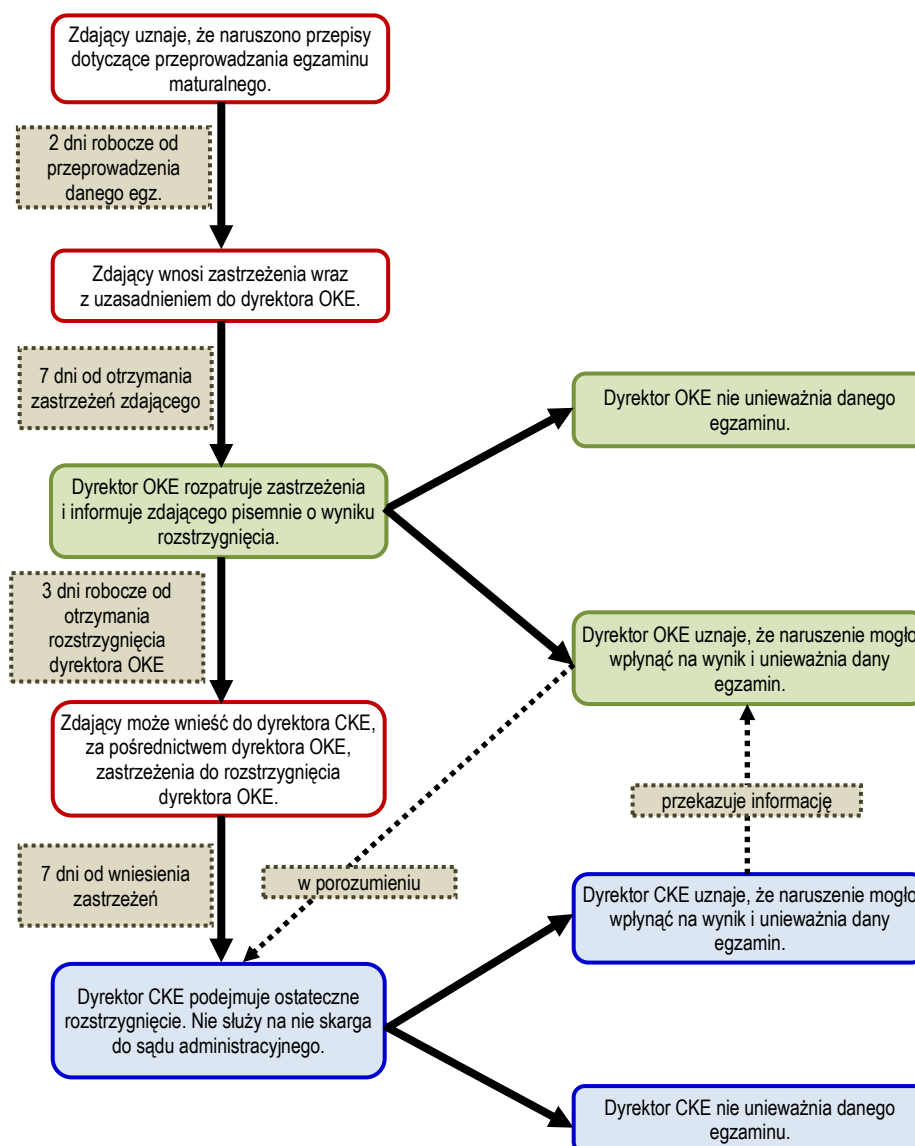 Zdający uznaje, że naruszono przepisy
dotyczące przeprowadzania egzaminu
maturalnego.
2 dni robocze od
przeprowadzenia
danego egz.
Zdający wnosi zastrzeżenia wraz
z uzasadnieniem do dyrektora OKE.
7 dni od otrzymania
zastrzeżeń zdającego
Dyrektor OKE nie unieważnia danego
egzaminu.
Dyrektor OKE rozpatruje zastrzeżenia
i informuje zdającego pisemnie o wyniku
rozstrzygnięcia.
3 dni robocze od
otrzymania
rozstrzygnięcia
dyrektora OKE
Dyrektor OKE uznaje, że naruszenie mogło
wpłynąć na wynik i unieważnia dany
egzamin.
Zdający może wnieść do dyrektora CKE,
za pośrednictwem dyrektora OKE,
zastrzeżenia do rozstrzygnięcia
dyrektora OKE.
przekazuje informację
7 dni od wniesienia
zastrzeżeń
w porozumieniu
Dyrektor CKE uznaje, że naruszenie mogło
wpłynąć na wynik i unieważnia dany
egzamin.
Dyrektor CKE podejmuje ostateczne
rozstrzygnięcie. Nie służy na nie skarga
do sądu administracyjnego.
Dyrektor CKE nie unieważnia danego
egzaminu.